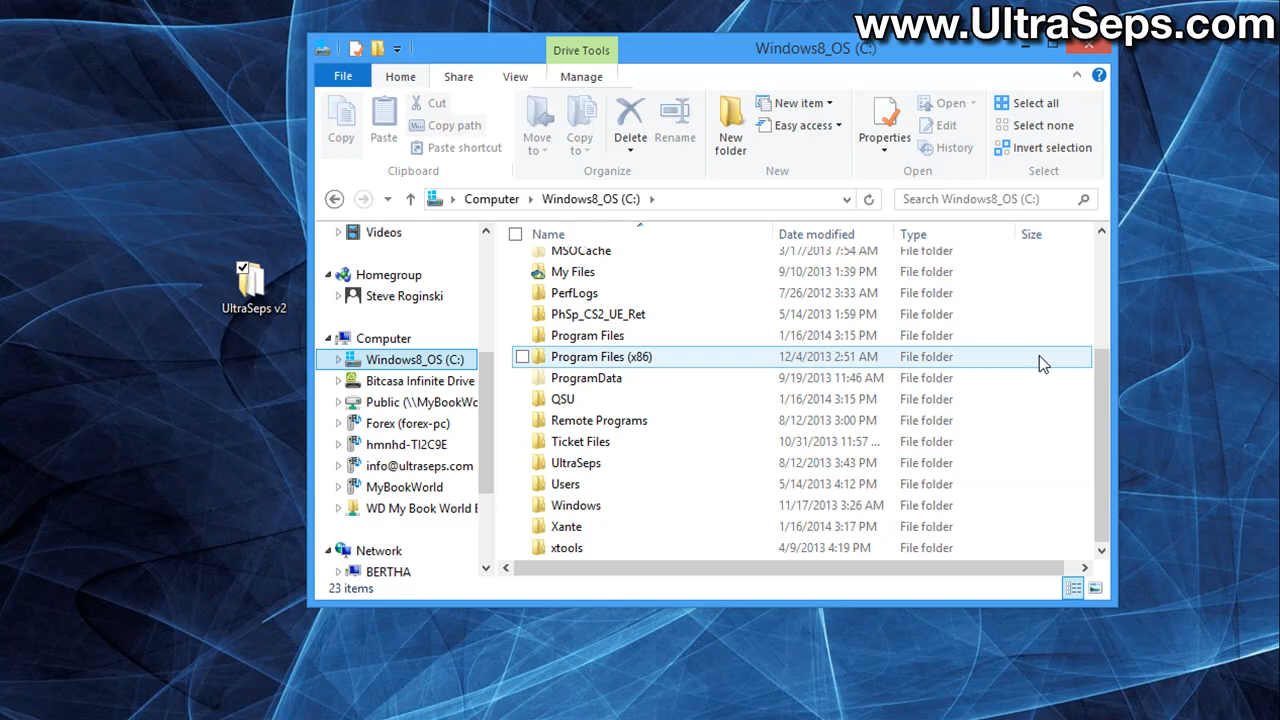 www.UltraSeps.com
Drive Tools
Windows8_OS (C:)
File
Home
Share
View
Manage
Copy
Paste
Cut
Copy path
Paste shortcut
Clipboard
Move to
Copy to
Delete
Rename
Organize
New folder
New item
Easy access
New
Properties
Open
Edit
History
Open
Select all
Select none
Invert selection
Select
Computer
Windows8_OS (C:)
Search Windows8_OS (C:)
UltraSeps v2
Videos
Homegroup
Steve Roginski
Computer
Windows8_OS (C:)
Bitcasa Infinite Drive
Public (\\MyBookWo
Forex (forex-pc)
hmnhd-TI2C9E
info@ultraseps.com
MyBookWorld
WD My Book World E
Network
BERTHA
Name Date modified Type Size
MSOCache 3/17/2013 7:54 AM File folder
My Files 9/10/2013 1:39 PM File folder
PerfLogs 7/26/2012 3:33 AM File folder
PhSp_CS2_UE_Ret 5/14/2013 1:59 PM File folder
Program Files 1/16/2014 3:15 PM File folder
Program Files (x86) 12/4/2013 2:51 AM File folder
ProgramData 9/19/2013 11:46 AM File folder
QSU 1/16/2014 3:15 PM File folder
Remote Programs 8/12/2013 3:00 PM File folder
Ticket Files 10/31/2013 11:57 ... File folder
UltraSeps 8/12/2013 3:43 PM File folder
Users 5/14/2013 4:12 PM File folder
Windows 11/17/2013 3:26 AM File folder
Xante 1/16/2014 3:17 PM File folder
xtools 4/9/2013 4:19 PM File folder
23 items